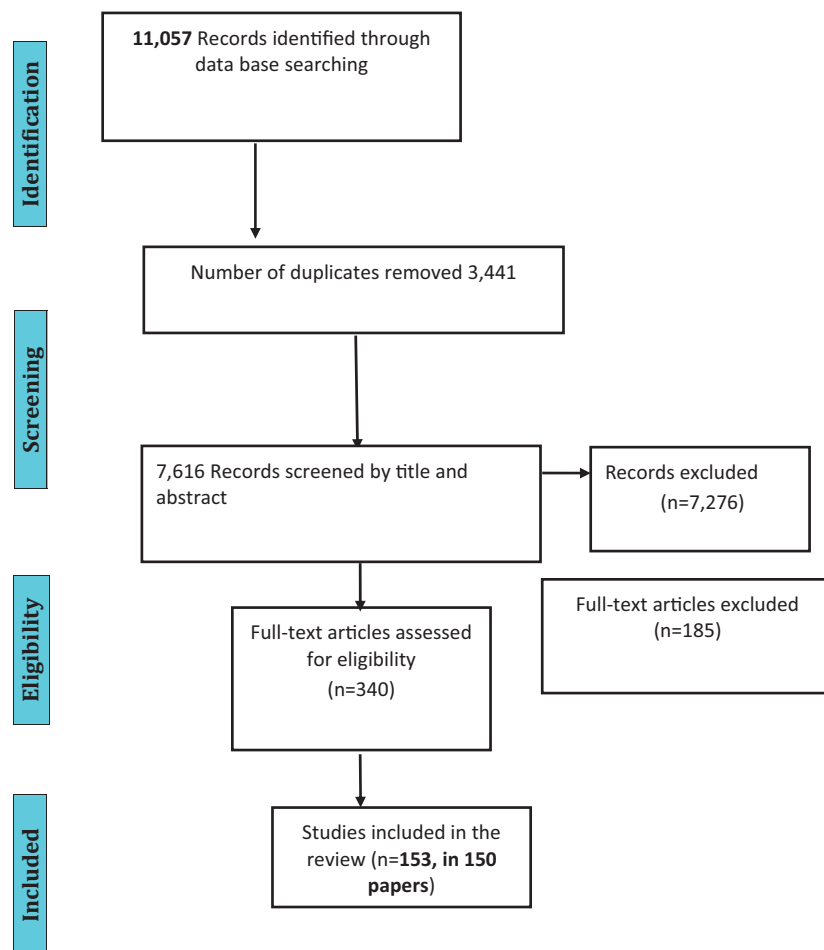 Identification
11,057 Records identified through
data base searching
Number of duplicates removed 3,441
Screening
7,616 Records screened by title and
abstract
Records excluded
(n=7,276)
Eligibility
Full-text articles assessed
for eligibility
(n=340)
Full-text articles excluded
(n=185)
Included
Studies included in the
review (n=153, in 150
papers)